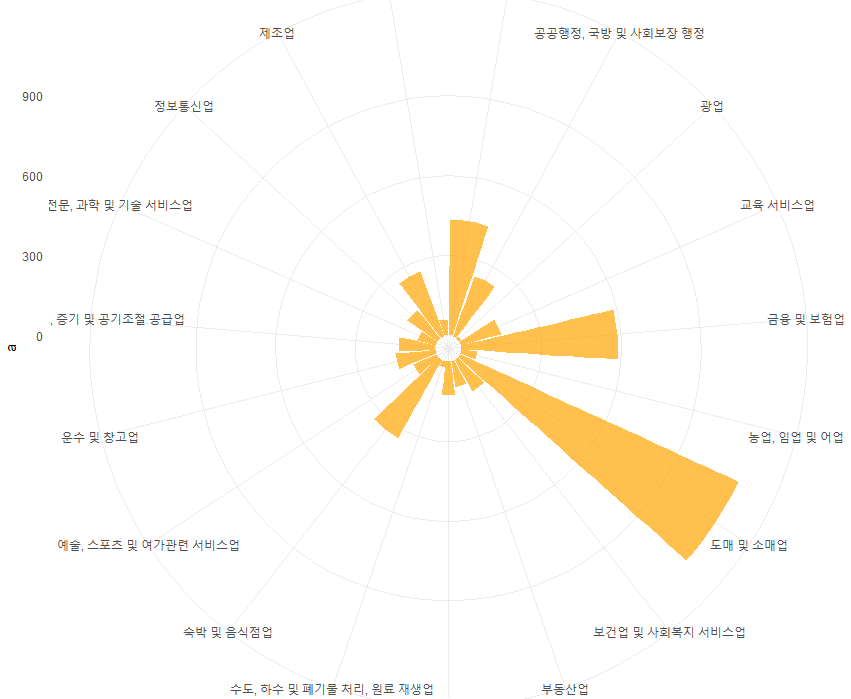 제조업
공공행정, 국방 및 사회보장 행정
정보통신업
광업
900
600
300
0
전문, 과학 및 기술 서비스업
교육 서비스업
, 증기 및 공기조절 공급업
금융 및 보험업
a
운수 및 창고업
농업, 임업 및 어업
예술, 스포츠 및 여가관련 서비스업
도매 및 소매업
숙박 및 음식점업
보건업 및 사회복지 서비스업
수도, 하수 및 폐기물 처리, 원료 재생업
부동산업